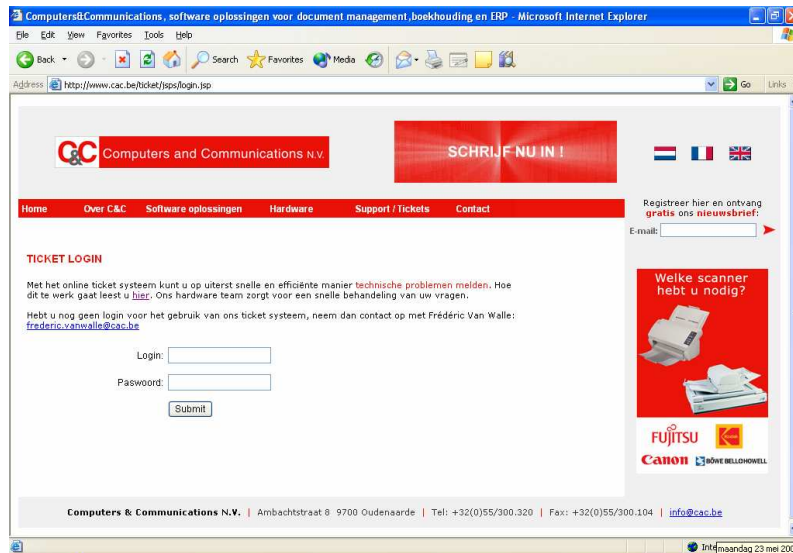 Computers&Communications, software oplossingen voor document management,boekhouding en ERP - Microsoft Internet Explorer
File Edit View Favorites Tools Help
Back Search Favorites Media
Address http://www.cac.be/ticket/jsps/login.jsp Go Links
C&C Computers and Communications N.V.
SCHRIJF NU IN !
Home Over C&C Software oplossingen Hardware Support / Tickets Contact
Registreer hier en ontvang
gratis ons nieuwsbrief:
E-mail:
TICKET LOGIN
Met het online ticket systeem kunt u op uiterst snelle en efficiënte manier technische problemen melden. Hoe
dit te werk gaat leest u hier. Ons hardware team zorgt voor een snelle behandeling van uw vragen.
Hebt u nog geen login voor het gebruik van ons ticket systeem, neem dan contact op met Frédéric Van Walle:
frederic.vanwalle@cac.be
Login:
Paswoord:
Submit
Welke scanner
hebt u nodig?
FUJITSU Kodak
Canon BÖWE BELL+HOWELL
Computers & Communications N.V. | Ambachtstraat 8 9700 Oudenaarde | Tel: +32(0)55/300.320 | Fax: +32(0)55/300.104 | info@cac.be
Inte
maandag 23 mei 200